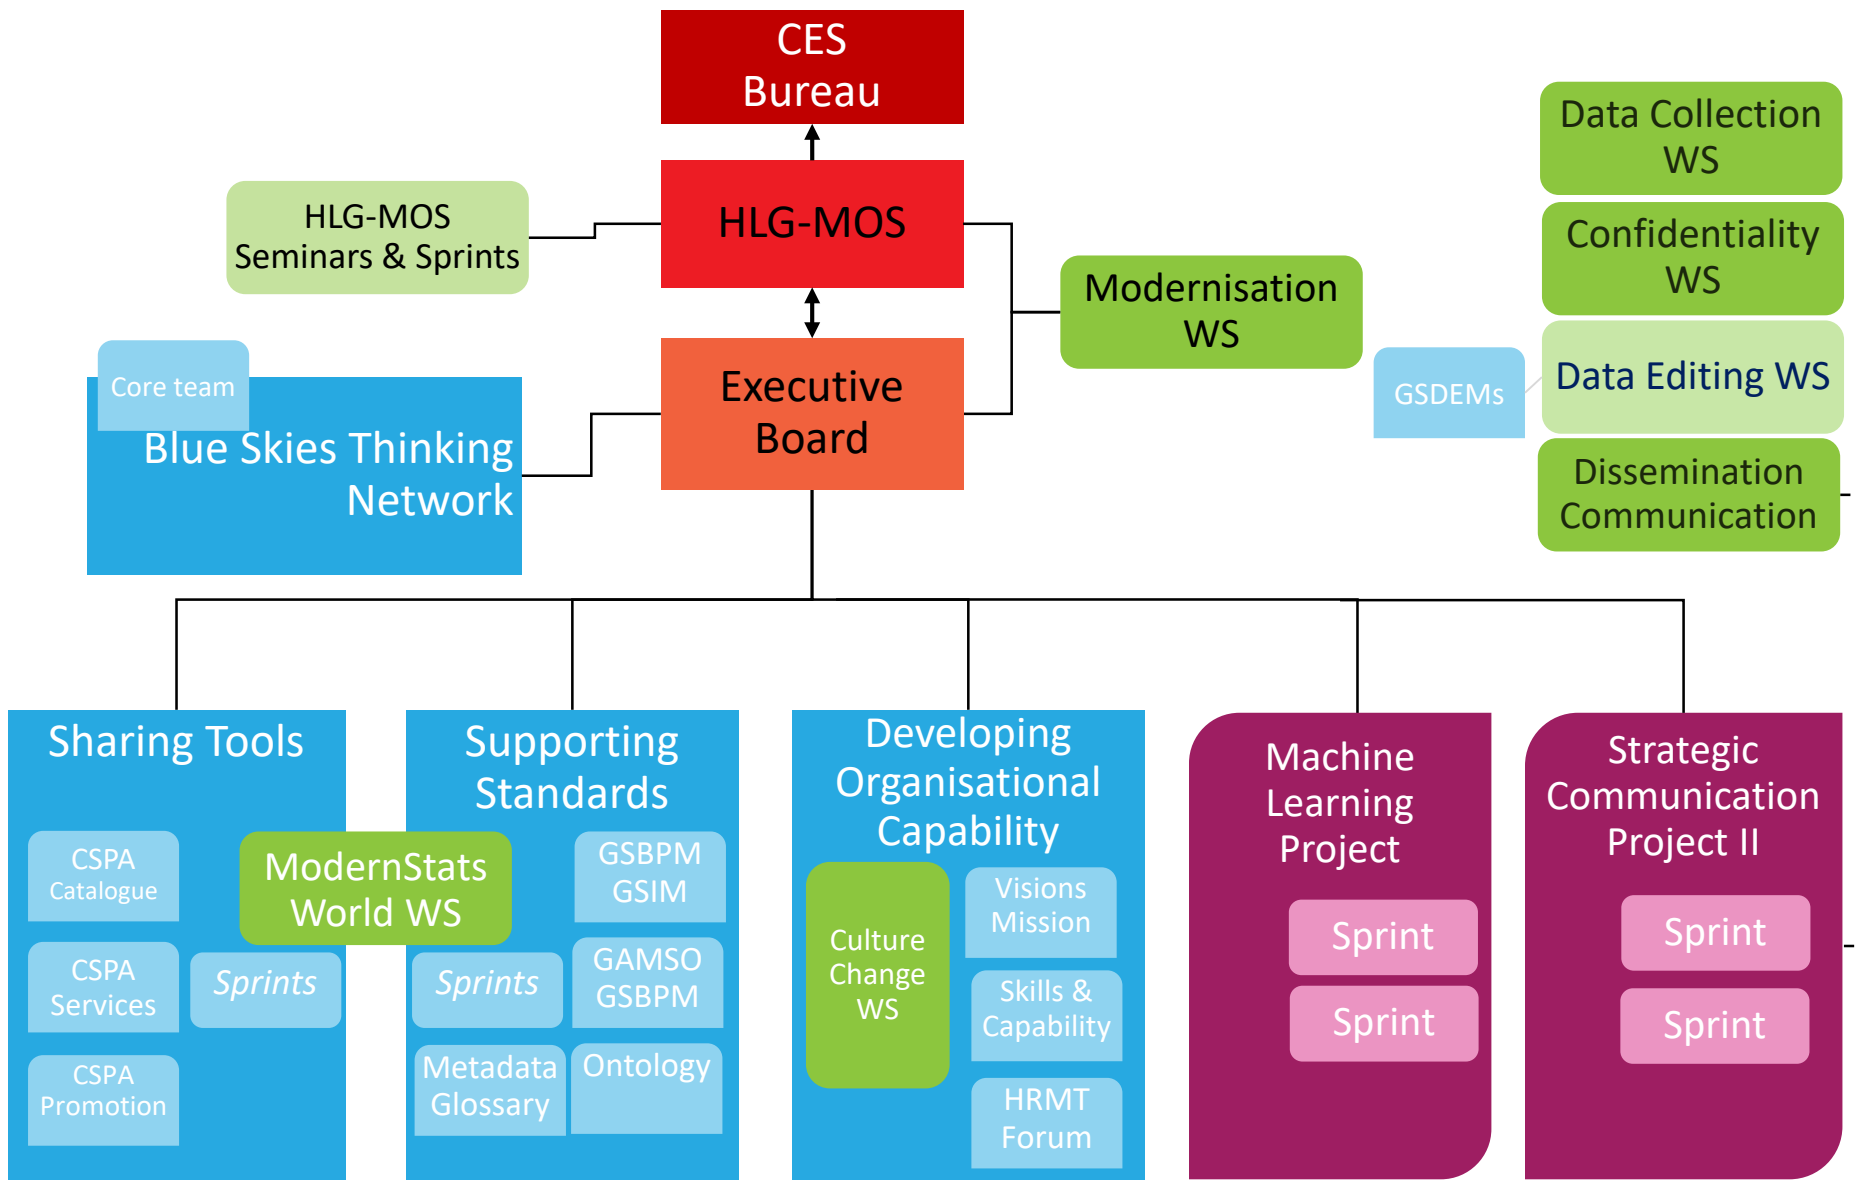 CES
Bureau
HLG-MOS
HLG-MOS
Seminars & Sprints
Executive
Board
Modernisation
WS
Core team
Blue Skies Thinking
Network
Data Collection
WS
Confidentiality
WS
GSDEMs
Data Editing WS
Dissemination
Communication
Sharing Tools
CSPA
Catalogue
CSPA
Services
CSPA
Promotion
Sprints
ModernStats
World WS
Supporting
Standards
GSBPM
GSIM
Sprints
GAMSO
GSBPM
Metadata
Glossary
Ontology
Developing
Organisational
Capability
Culture
Change
WS
Visions
Mission
Skills &
Capability
HRMT
Forum
Machine
Learning
Project
Sprint
Sprint
Strategic
Communication
Project II
Sprint
Sprint